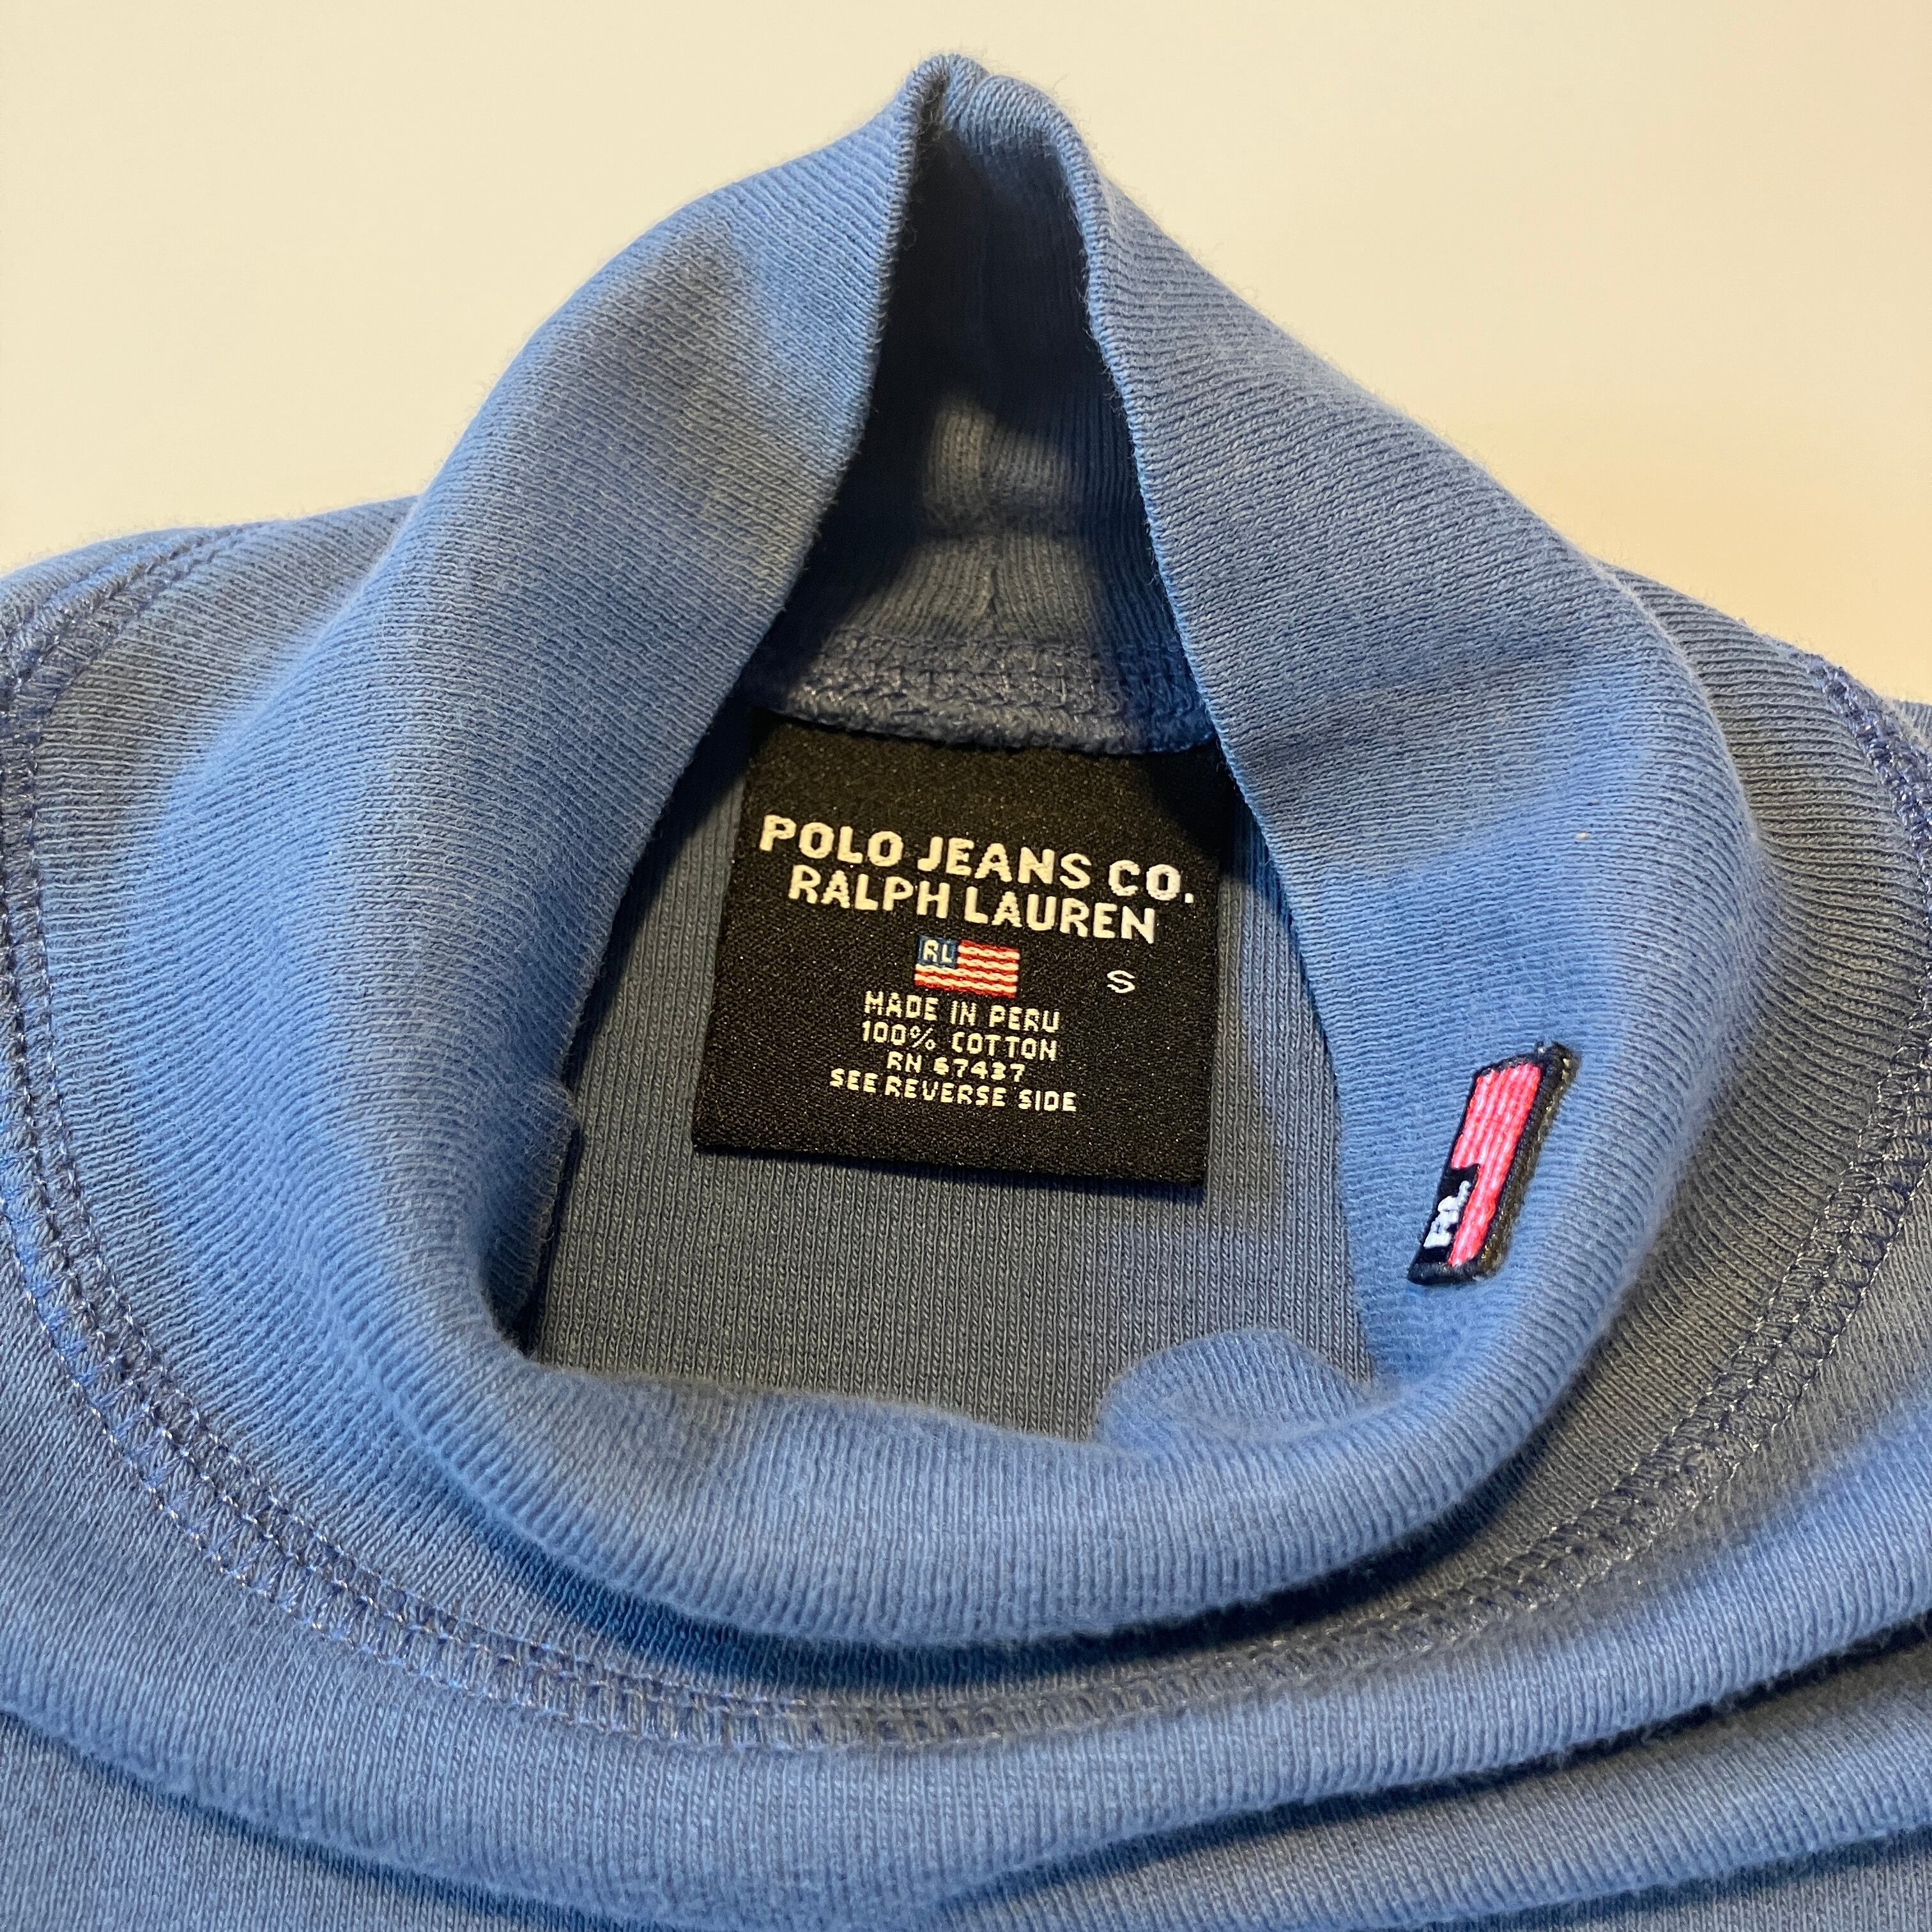 POLO JEANS CO.
RALPH LAUREN
RL
S
MADE IN PERU
100% COTTON
RN 67437
SEE REVERSE SIDE